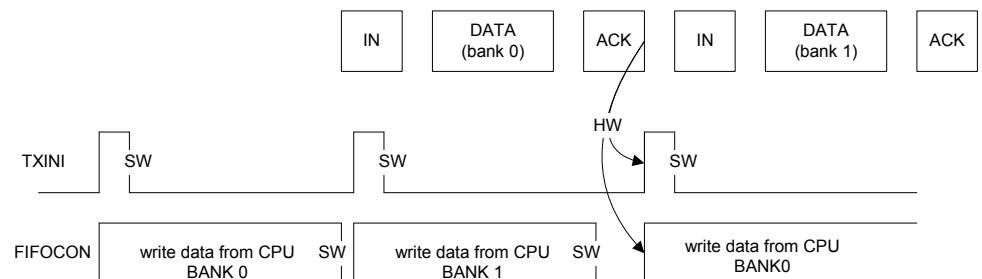 IN
DATA
(bank 0)
ACK
IN
DATA
(bank 1)
ACK
HW
TXINI
SW
SW
SW
FIFOCON
write data from CPU
BANK 0
SW
write data from CPU
BANK 1
SW
write data from CPU
BANK0